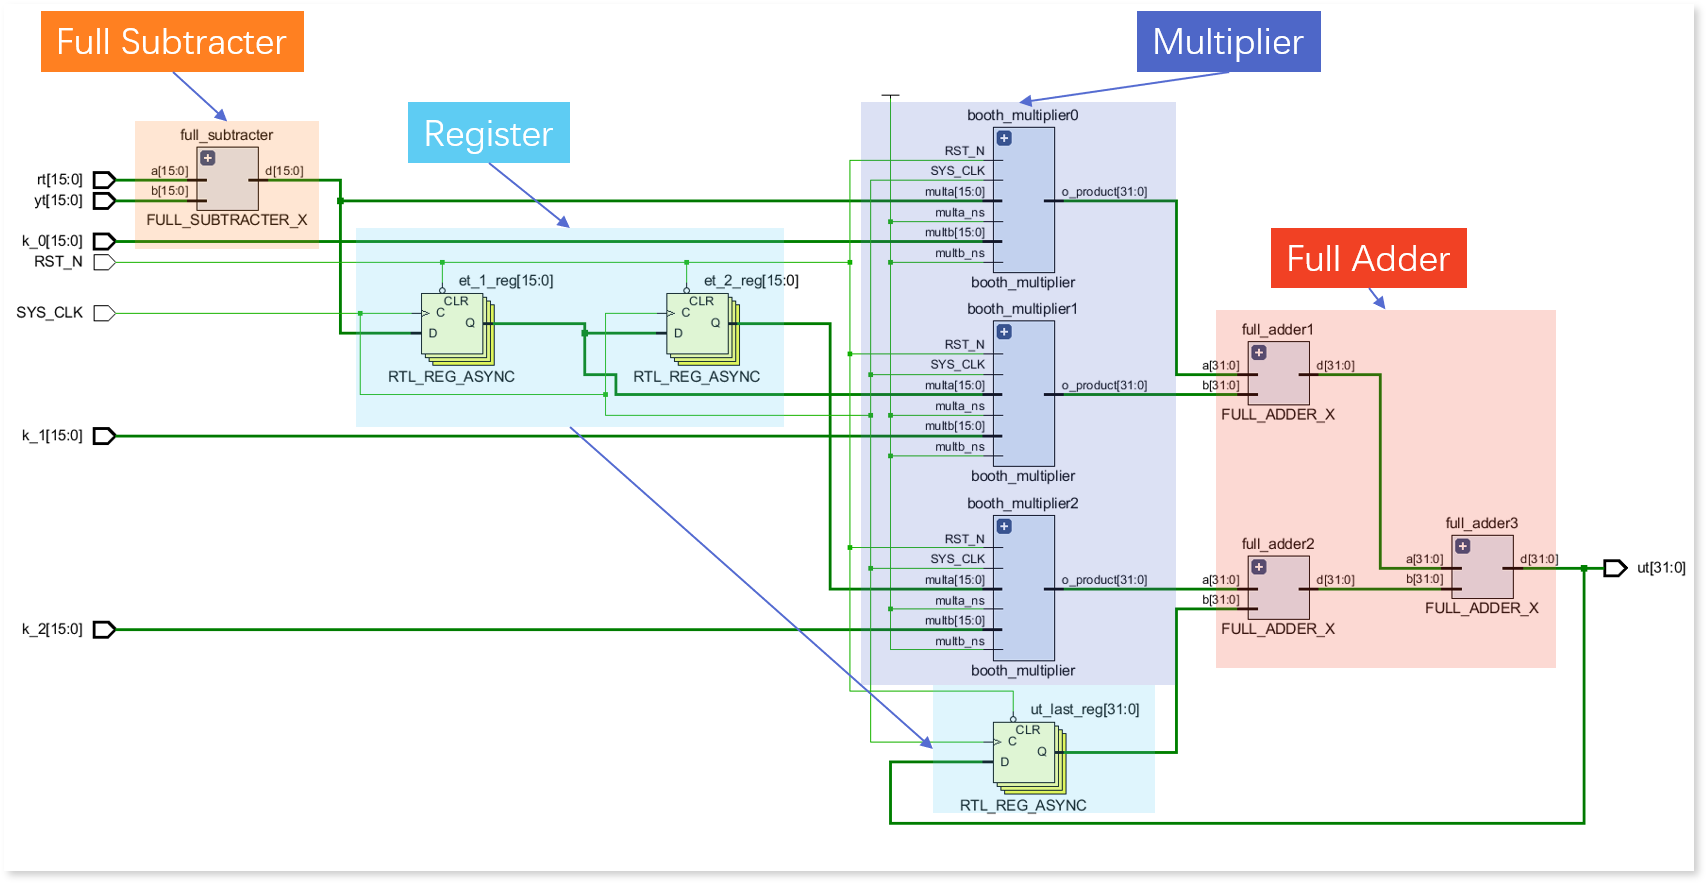 Full Subtracter
Multiplier
Register
Full Adder
full_subtracter
rt[15:0]
a[15:0]
d[15:0]
yt[15:0]
b[15:0]
FULL_SUBTRACTER_X
k_0[15:0]
RST_N
SYS_CLK
et_1_reg[15:0]
CLR
C
Q
D
RTL_REG_ASYNC
et_2_reg[15:0]
CLR
C
Q
D
RTL_REG_ASYNC
k_1[15:0]
k_2[15:0]
booth_multiplier0
RST_N
SYS_CLK
multa[15:0]
o_product[31:0]
multa_ns
multb[15:0]
multb_ns
booth_multiplier
booth_multiplier1
RST_N
SYS_CLK
multa[15:0]
o_product[31:0]
multa_ns
multb[15:0]
multb_ns
booth_multiplier
booth_multiplier2
RST_N
SYS_CLK
multa[15:0]
o_product[31:0]
multa_ns
multb[15:0]
multb_ns
booth_multiplier
ut_last_reg[31:0]
CLR
C
Q
D
RTL_REG_ASYNC
full_adder1
a[31:0]
d[31:0]
b[31:0]
FULL_ADDER_X
full_adder2
a[31:0]
d[31:0]
b[31:0]
FULL_ADDER_X
full_adder3
a[31:0]
d[31:0]
b[31:0]
FULL_ADDER_X
ut[31:0]